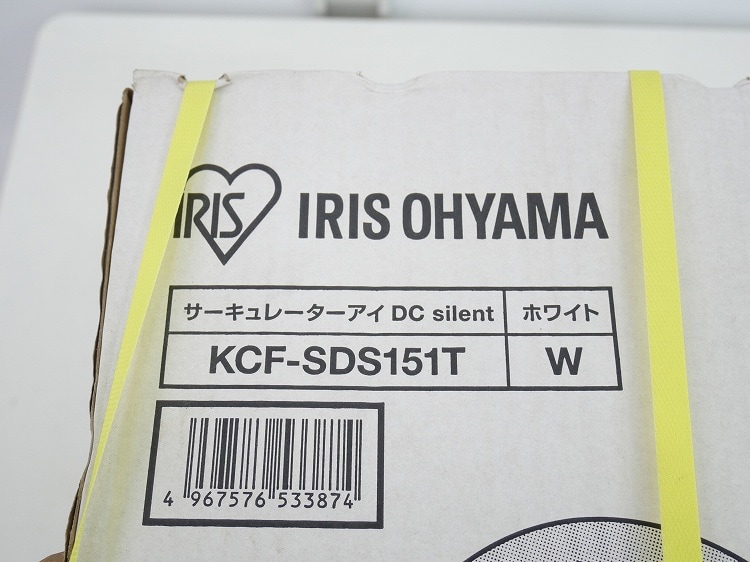 IRIS IRIS OHYAMA
サーキュレーターアイ DC silent ホワイト
KCF-SDS151T W
4 967576 533874